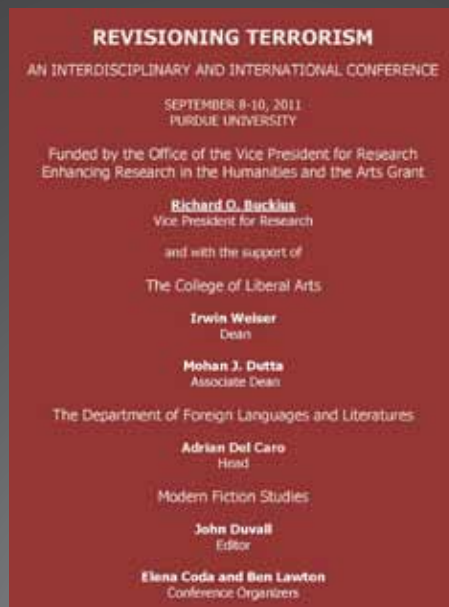 REVISIONING TERRORISM
AN INTERDISCIPLINARY AND INTERNATIONAL CONFERENCE
SEPTEMBER 8-10, 2011
PURDUE UNIVERSITY
Funded by the Office of the Vice President for Research
Enhancing Research in the Humanities and the Arts Grant
Richard O. Buckius
Vice President for Research
and with the support of
The College of Liberal Arts
Irwin Weiser
Dean
Mohan J. Dutta
Associate Dean
The Department of Foreign Languages and Literatures
Adrian Del Caro
Head
Modern Fiction Studies
John Duvall
Editor
Elena Coda and Ben Lawton
Conference Organizers